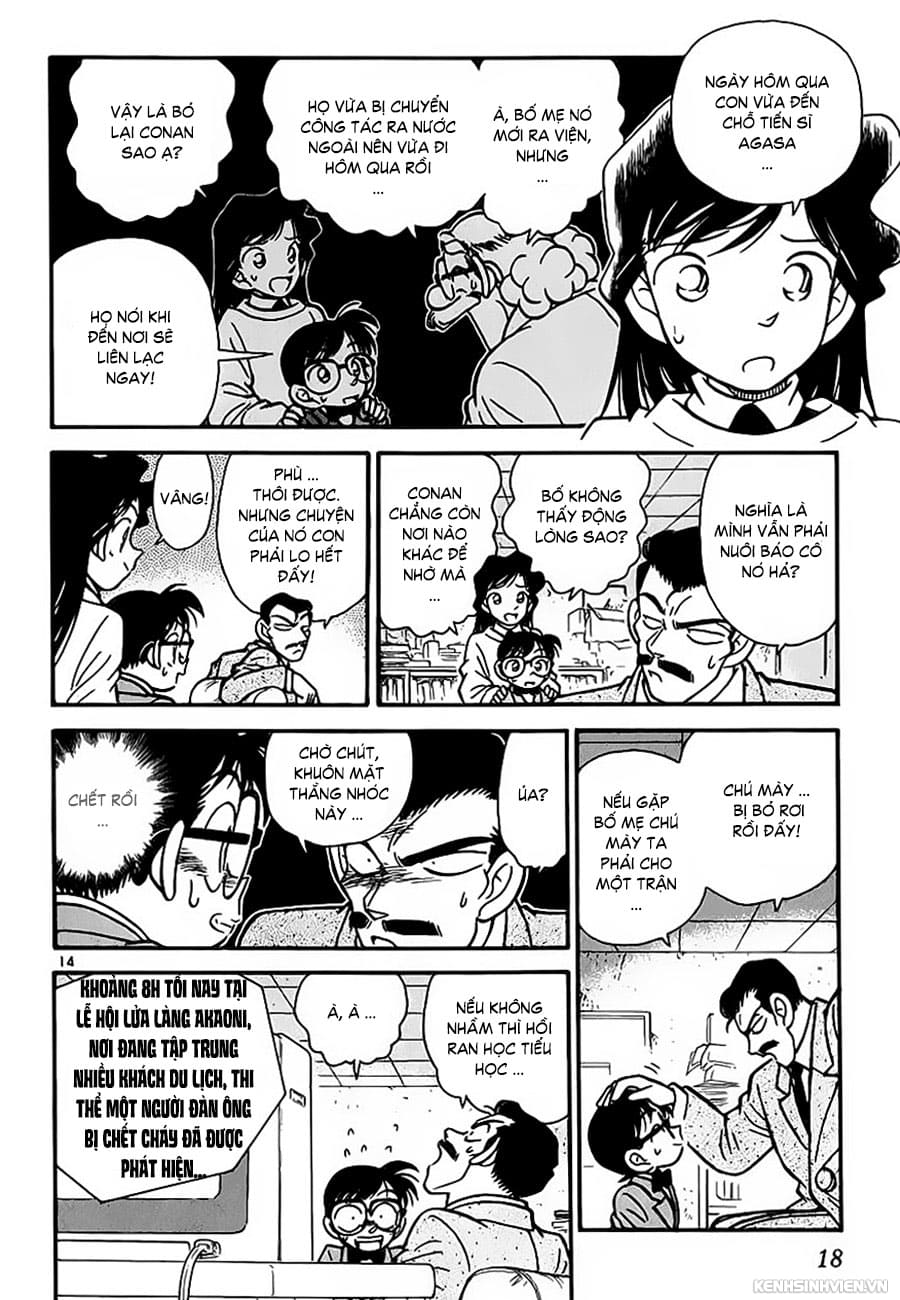 NGÀY HÔM QUA
CON VỪA ĐẾN
CHỖ TIẾN SĨ
AGASA
...
À, BỐ MẸ NÓ
MỚI RA VIỆN,
NHƯNG
...
HỌ VỪA BỊ CHUYỂN
CÔNG TÁC RA NƯỚC
NGOÀI NÊN VỪA ĐI
HÔM QUA RỒI
...
VẬY LÀ BỎ
LẠI CONAN
SAO Ạ?
HỌ NÓI KHI
ĐẾN NƠI SẼ
LIÊN LẠC
NGAY!
NGHĨA LÀ
MÌNH VẪN PHẢI
NUÔI BÁO CÔ
NÓ HẢ?
BỐ KHÔNG
THẤY ĐỘNG
LÒNG SAO?
CONAN
CHẲNG CÒN
NƠI NÀO
KHÁC ĐỂ
NHỜ MÀ
...
PHÙ ...
THÔI ĐƯỢC.
NHƯNG CHUYỆN
CỦA NÓ CON
PHẢI LO HẾT
ĐẤY!
VÂNG!
CHÚ MÀY ...
BỊ BỎ RƠI
RỒI ĐẤY!
NẾU GẶP
BỐ MẸ CHÚ
MÀY TA
PHẢI CHO
MỘT TRẬN
...
ÚA?
CHỜ CHÚT,
KHUÔN MẶT
THẰNG NHÓC
NÀY ...
CHẾT RỒI
...
14
NẾU KHÔNG
NHẦM THÌ HỒI
RAN HỌC TIỂU
HỌC ...
À, À ...
KHOẢNG 8H TỐI NAY TẠI
LỄ HỘI LỬA LÀNG AKAONI,
NƠI ĐANG TẬP TRUNG
NHIỀU KHÁCH DU LỊCH, THI
THỂ MỘT NGƯỜI ĐÀN ÔNG
BỊ CHẾT CHÁY ĐÃ ĐƯỢC
PHÁT HIỆN...
18
KENHSINHVIEN.VN